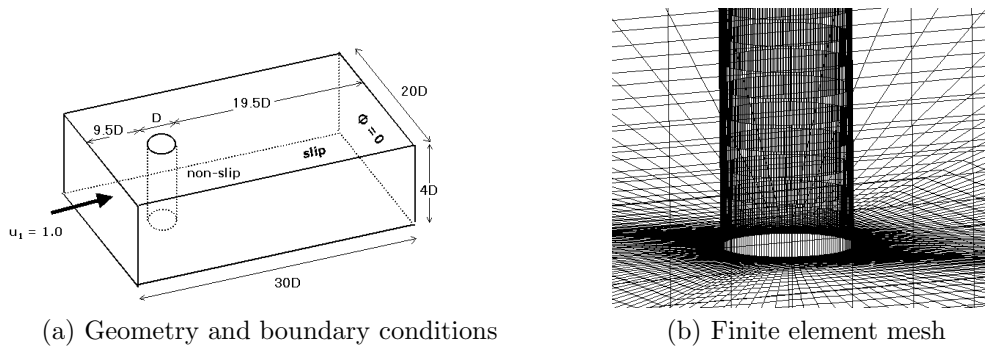 20D
19.5D
D
9.5D
Φ = 0
slip
non-slip
4D
u₁ = 1.0
30D
(a) Geometry and boundary conditions
(b) Finite element mesh